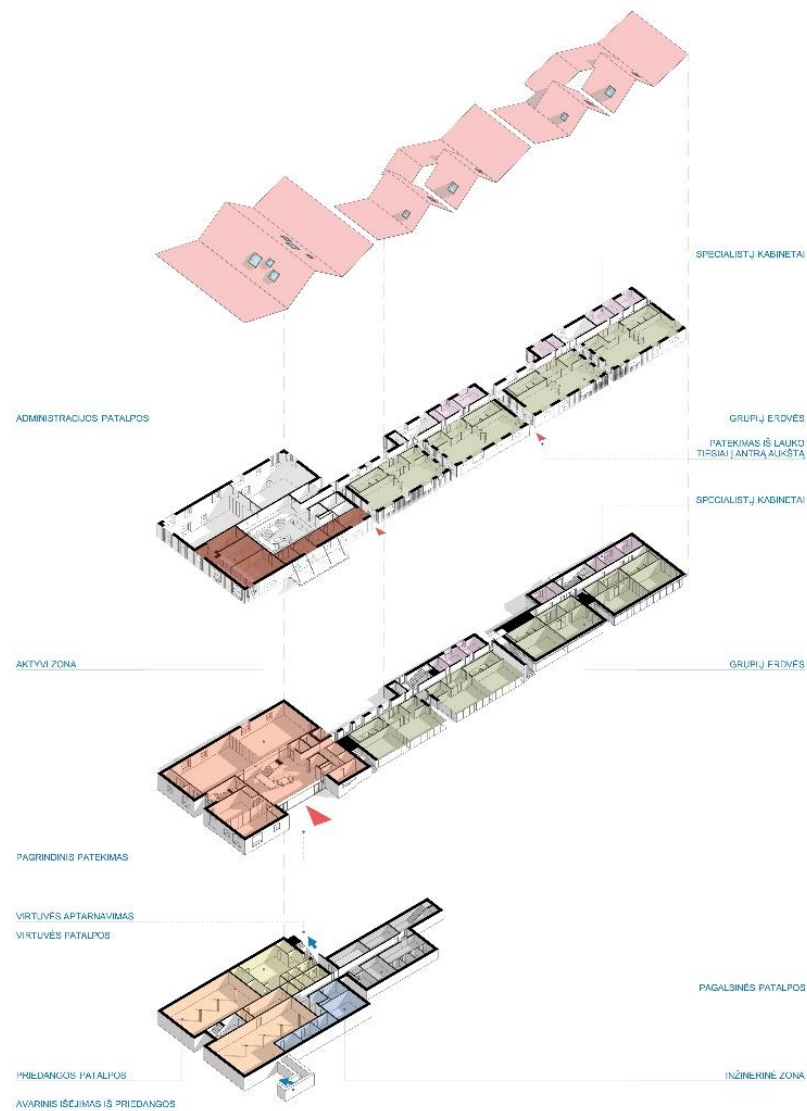 SPECIALISTŲ KABINETAI
ADMINISTRACIJOS PATALPOS
GRUPIŲ ERDVĖS
PATEKIMAS IŠ LAUKO
TIESIAI Į ANTRĄ AUKŠTĄ
SPECIALISTŲ KABINETAI
AKTYVI ZONA
GRUPIŲ ERDVĖS
PAGRINDINIS PATEKIMAS
VIRTUVĖS APTARNAVIMAS
VIRTUVĖS PATALPOS
PAGALBINĖS PATALPOS
PRIEDANGOS PATALPOS
INŽINERINĖ ZONA
AVARINIS IŠĖJIMAS IŠ PRIEDANGOS